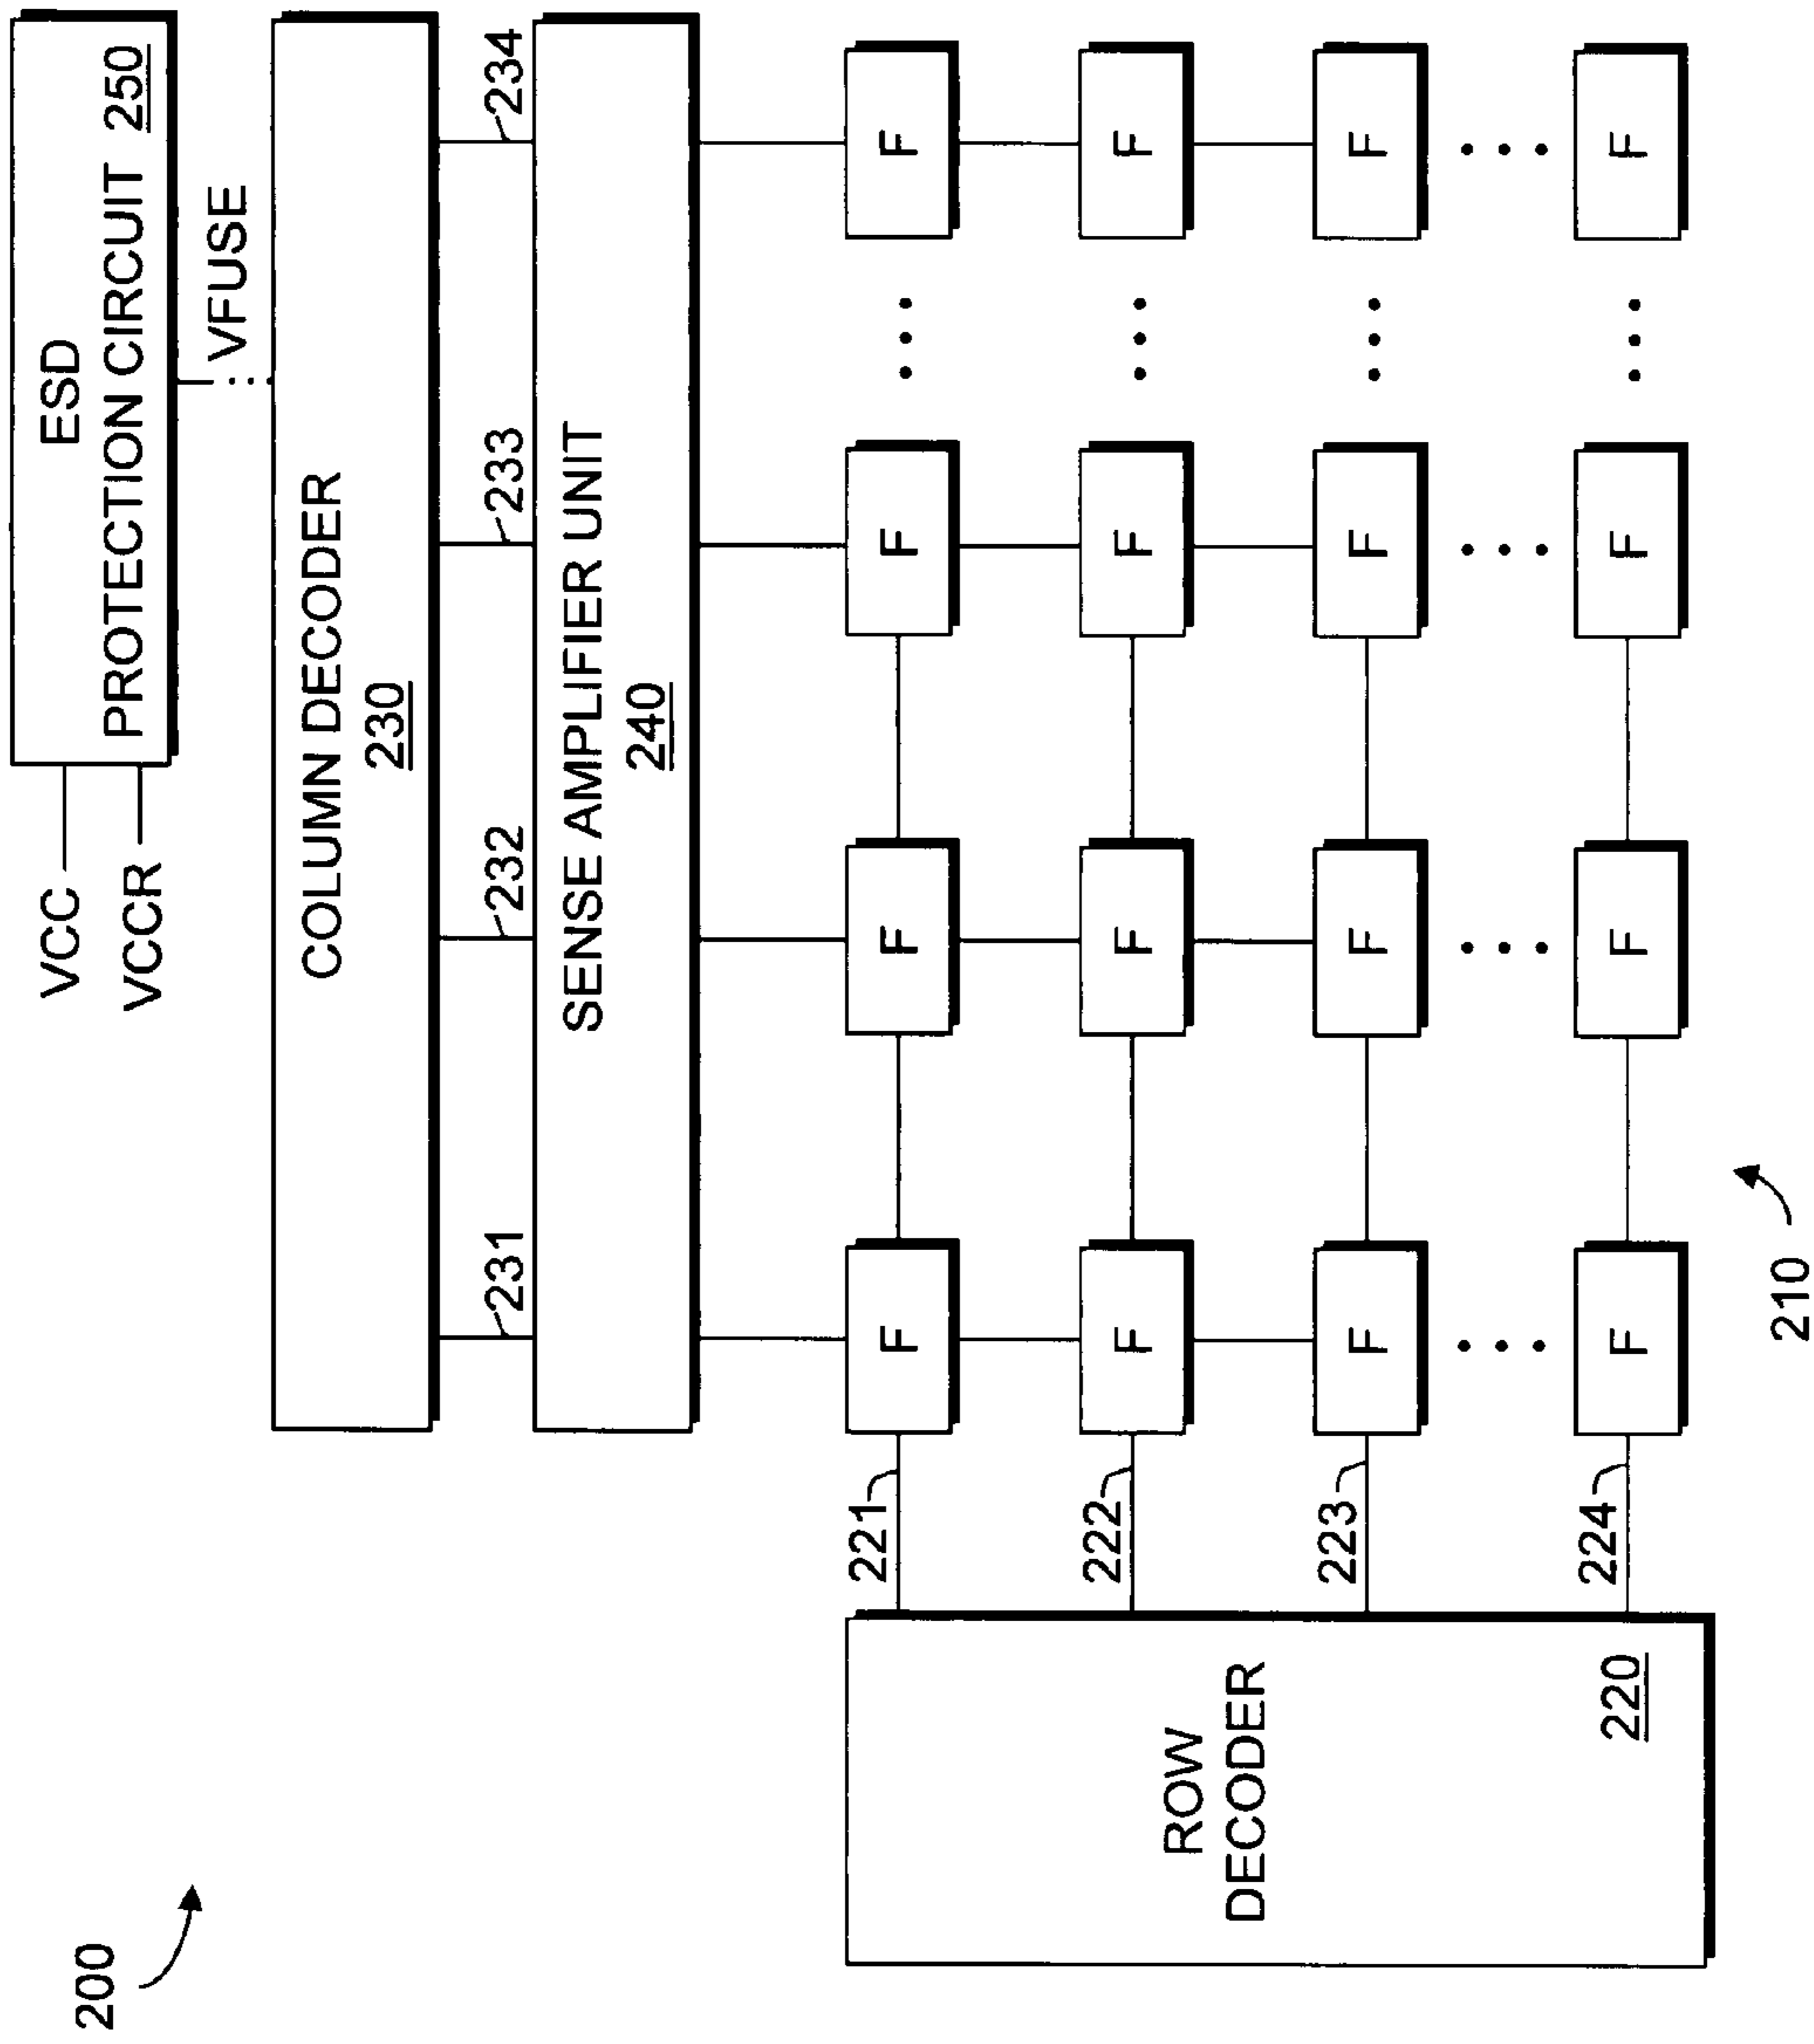 200
VCC
VCCR
ESD
PROTECTION CIRCUIT 250
VFUSE
COLUMN DECODER
230
231
232
233
234
SENSE AMPLIFIER UNIT
240
ROW
DECODER
220
221
F
F
F
F
222
F
F
F
F
223
F
F
F
F
224
F
F
F
F
210